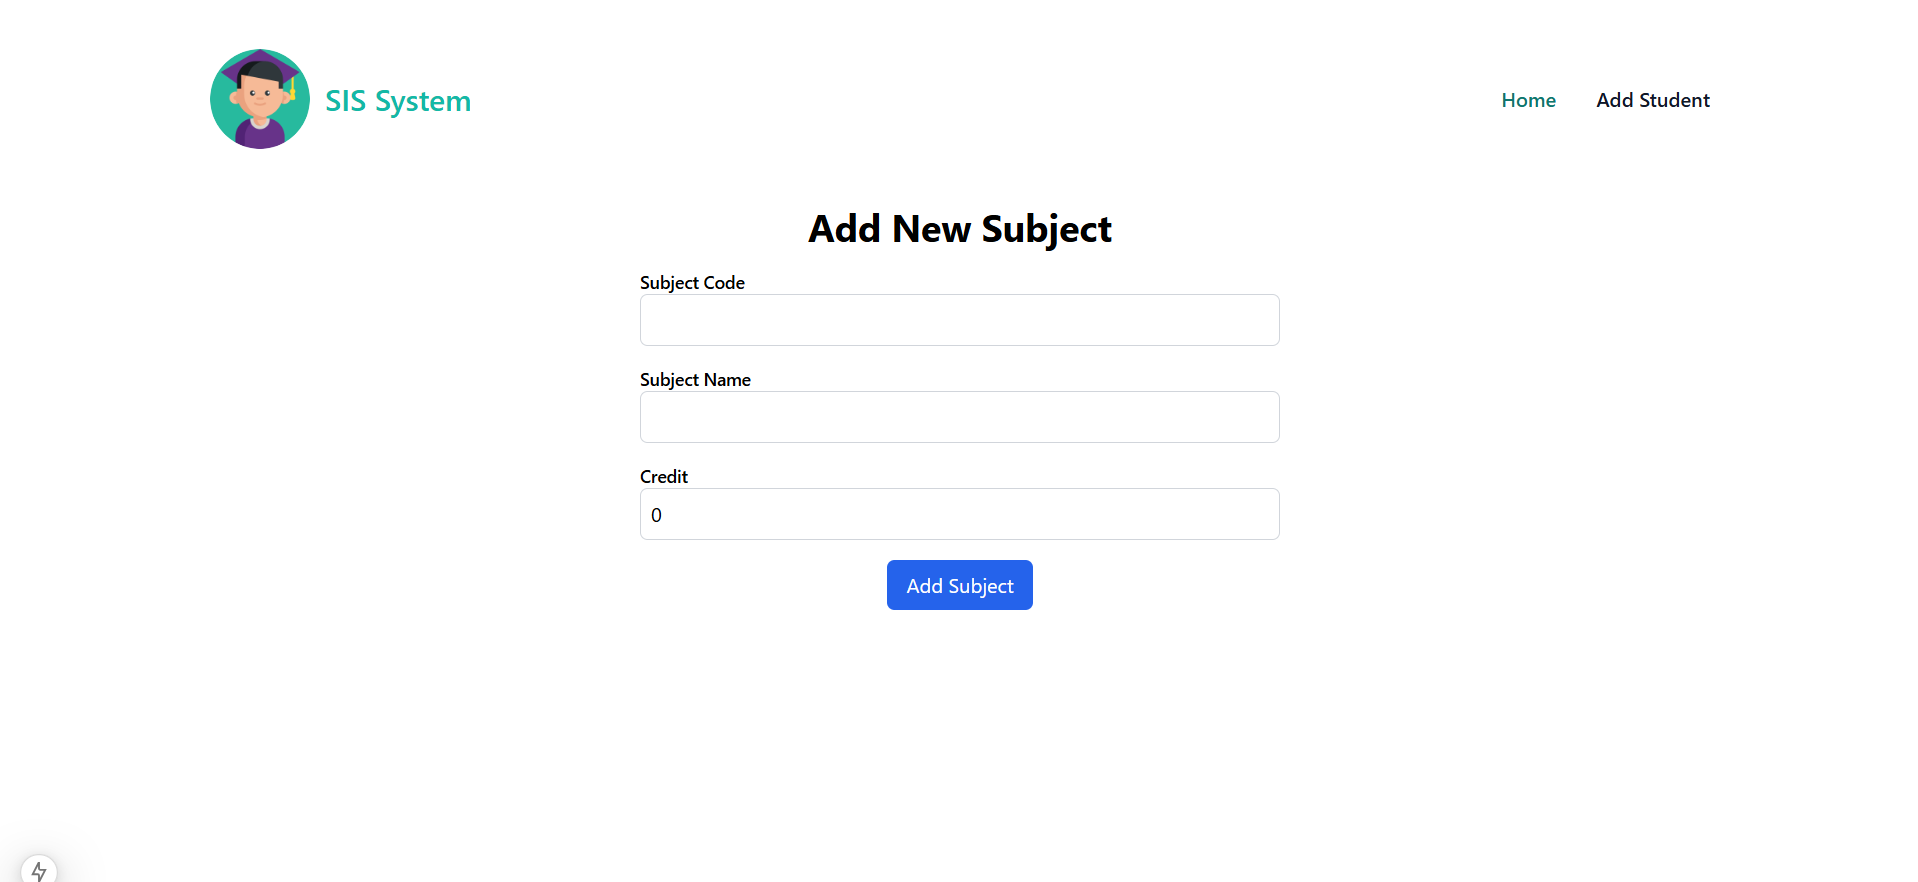 SIS System
Home
Add Student
Add New Subject
Subject Code
Subject Name
Credit
0
Add Subject